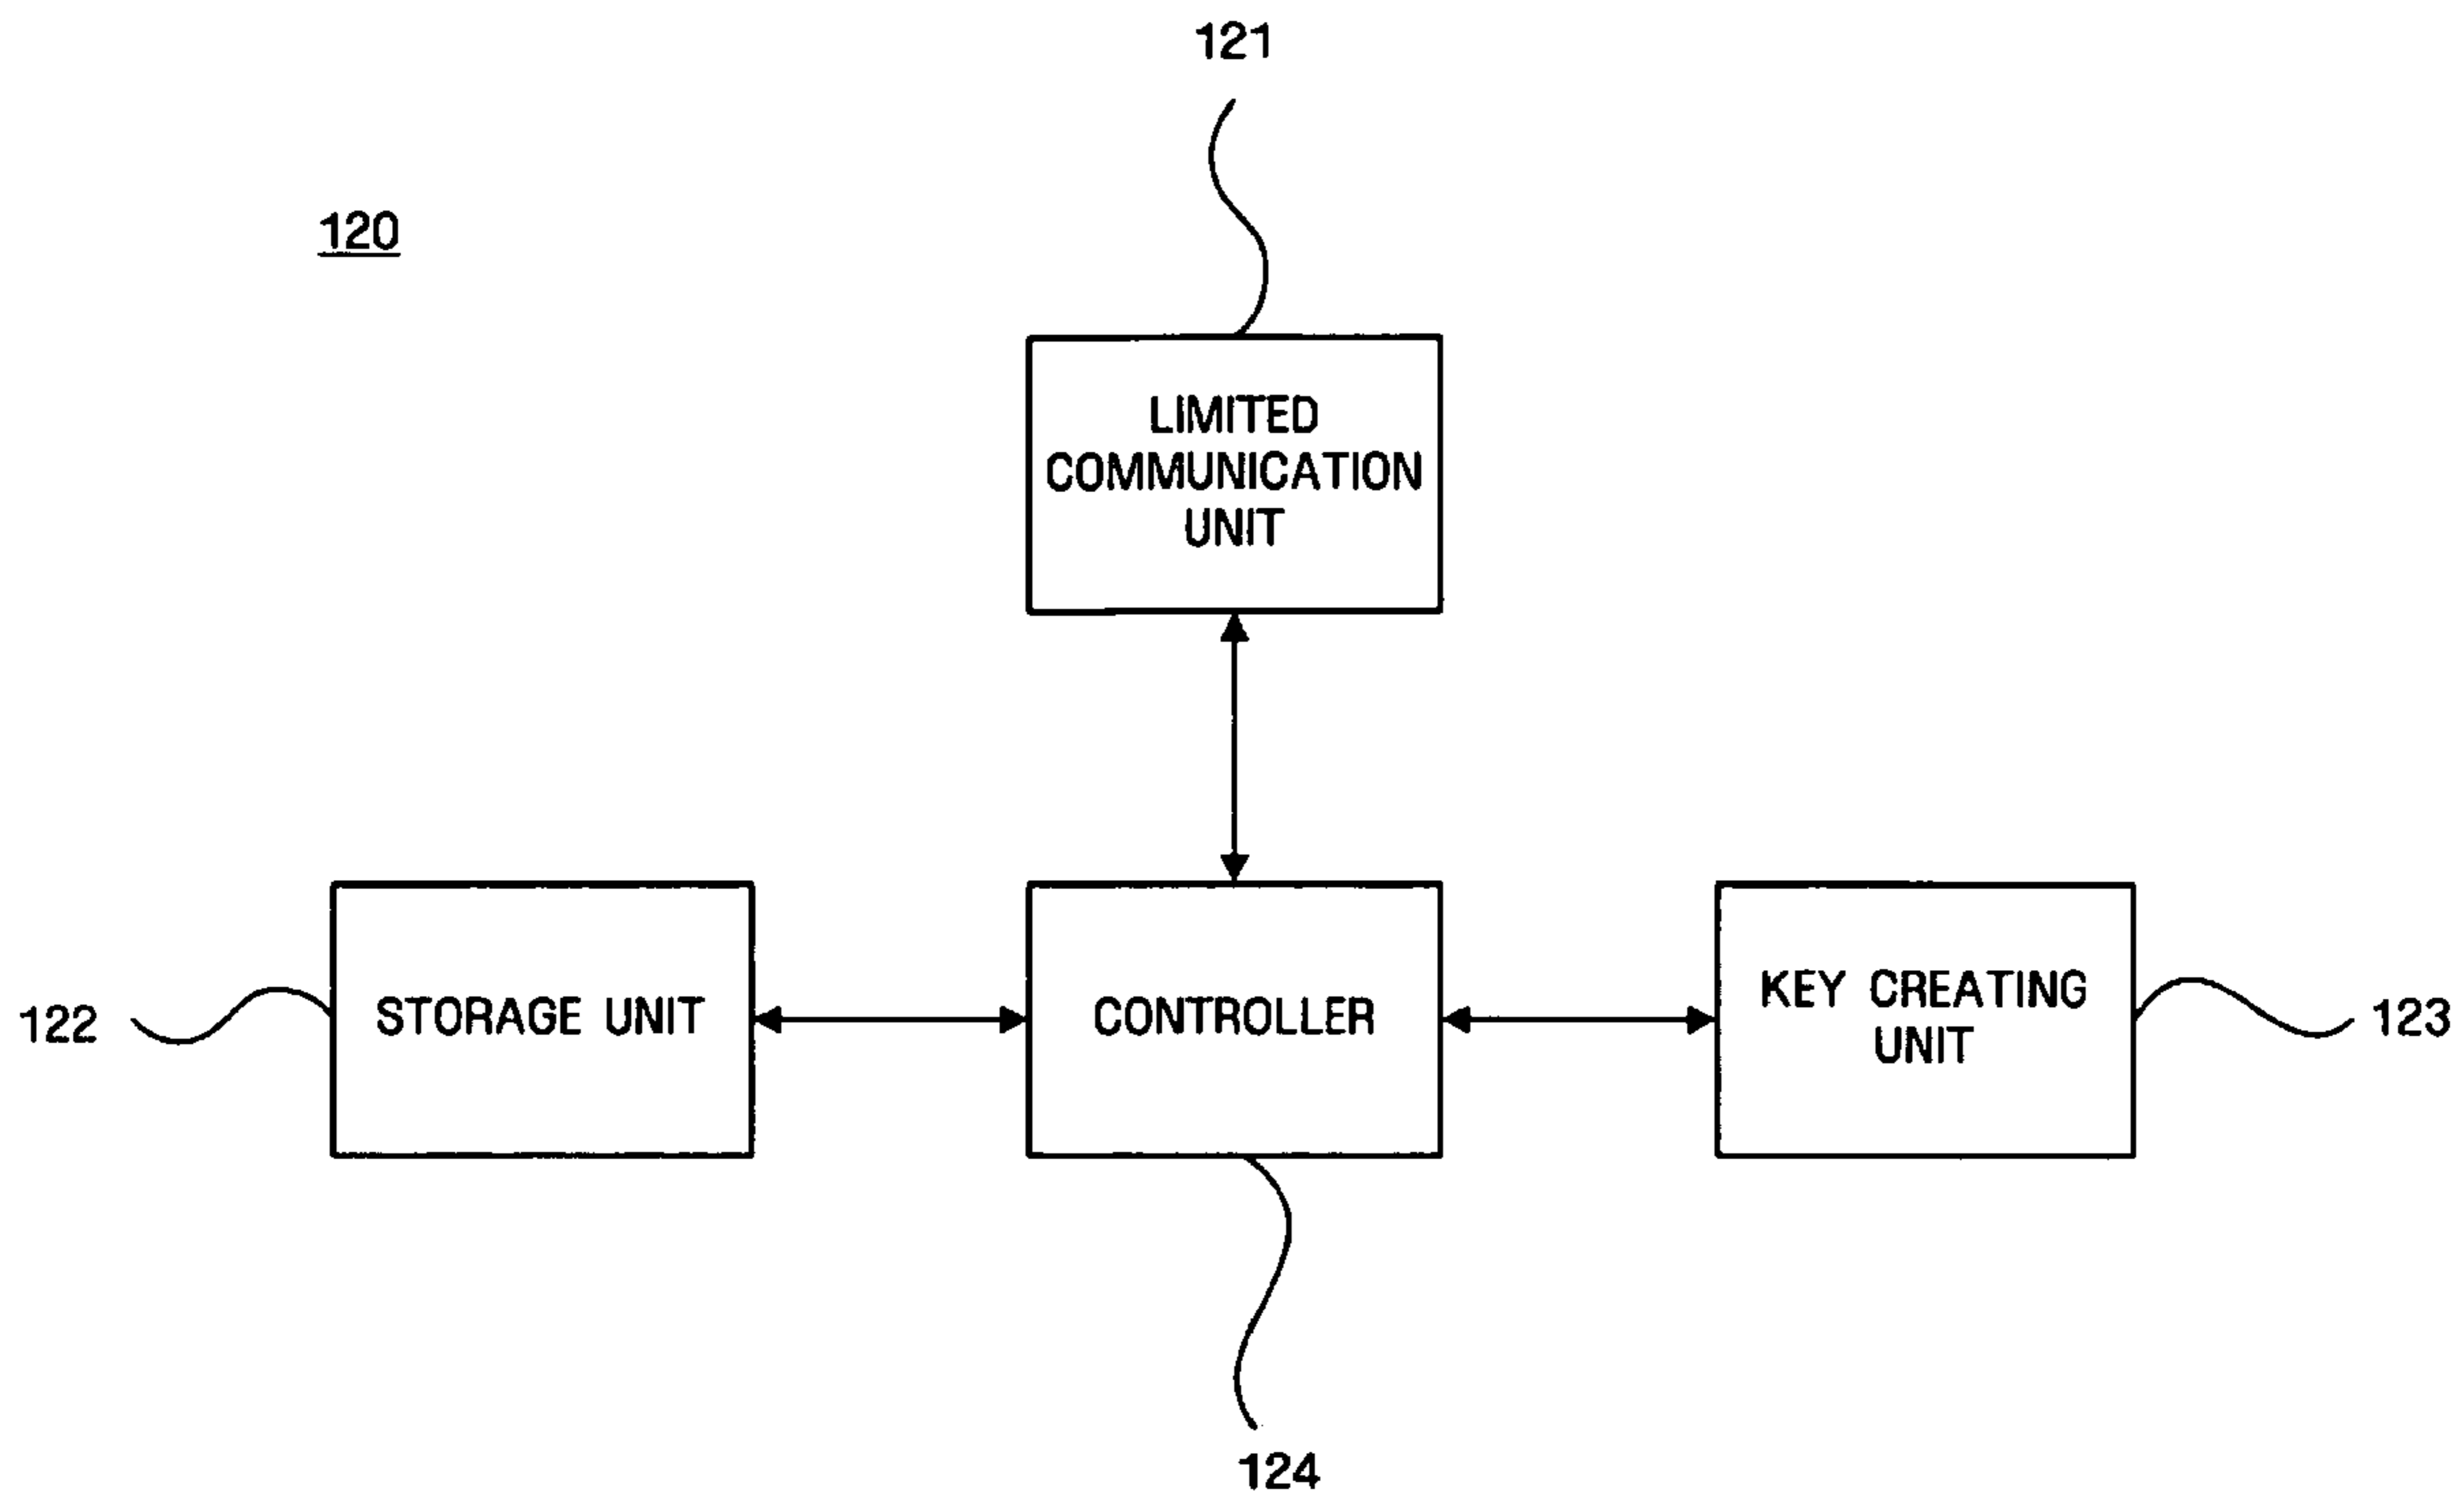 121
120
LIMITED
COMMUNICATION
UNIT
122
STORAGE UNIT
CONTROLLER
KEY CREATING
UNIT
123
124